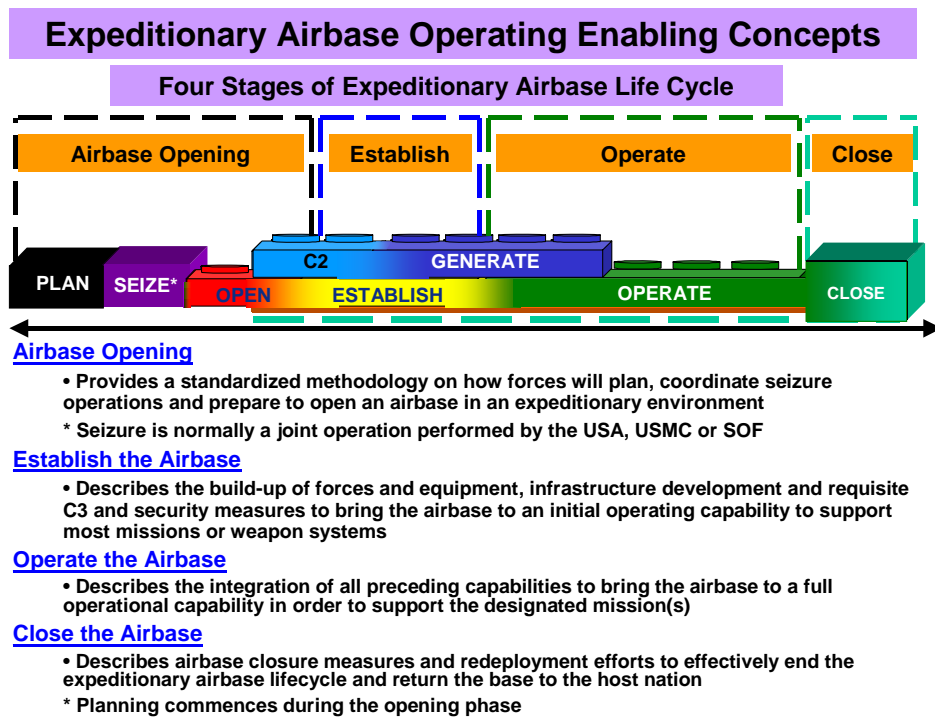 Expeditionary Airbase Operating Enabling Concepts
Four Stages of Expeditionary Airbase Life Cycle
Airbase Opening
Establish
Operate
Close
PLAN
SEIZE*
OPEN
C2
GENERATE
ESTABLISH
OPERATE
CLOSE
Airbase Opening
• Provides a standardized methodology on how forces will plan, coordinate seizure
operations and prepare to open an airbase in an expeditionary environment
* Seizure is normally a joint operation performed by the USA, USMC or SOF
Establish the Airbase
• Describes the build-up of forces and equipment, infrastructure development and requisite
C3 and security measures to bring the airbase to an initial operating capability to support
most missions or weapon systems
Operate the Airbase
• Describes the integration of all preceding capabilities to bring the airbase to a full
operational capability in order to support the designated mission(s)
Close the Airbase
• Describes airbase closure measures and redeployment efforts to effectively end the
expeditionary airbase lifecycle and return the base to the host nation
* Planning commences during the opening phase